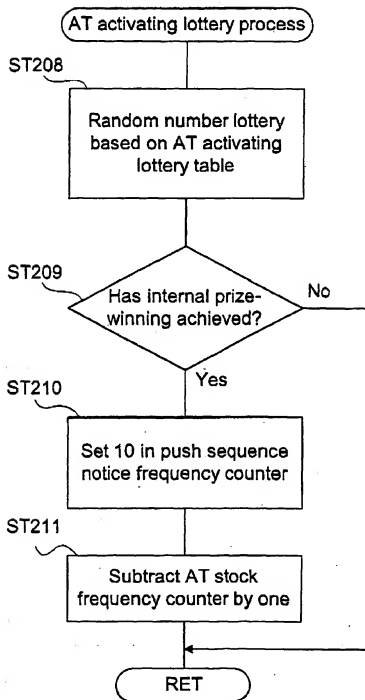 AT activating lottery process
ST208
Random number lottery
based on AT activating
lottery table
ST209
Has internal prize-
winning achieved?
No
Yes
ST210
Set 10 in push sequence
notice frequency counter
ST211
Subtract AT stock
frequency counter by one
RET